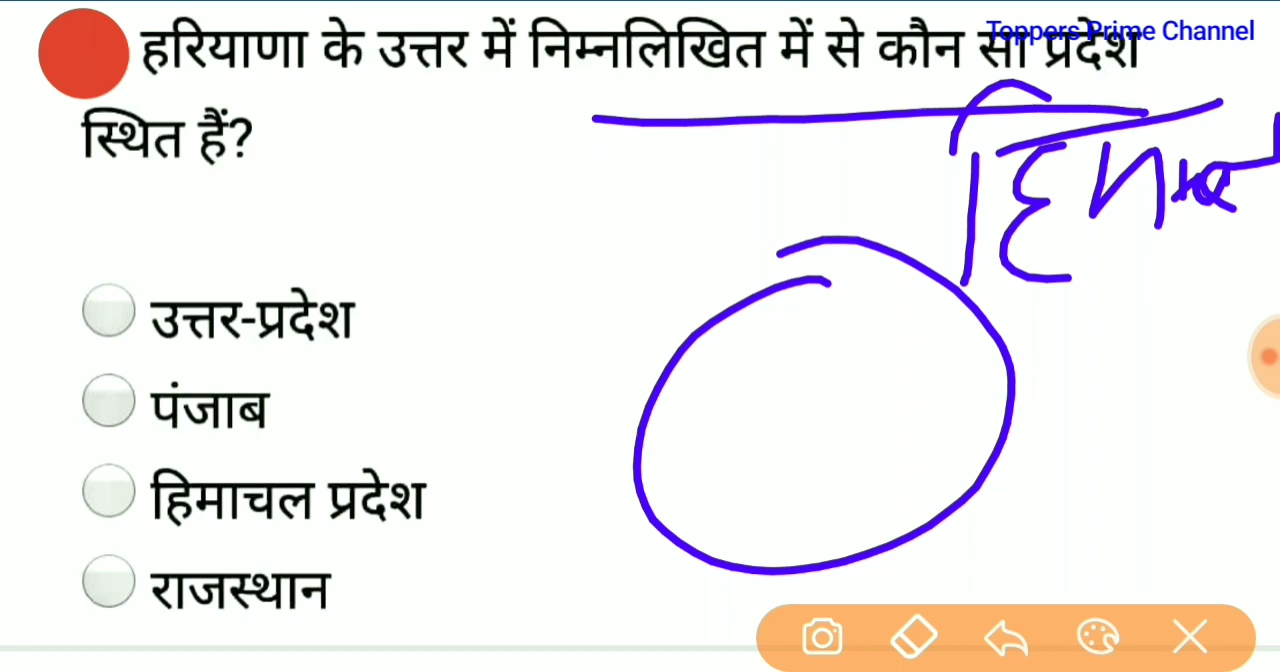 Toppers Prime Channel
हरियाणा के उत्तर में निम्नलिखित में से कौन सा प्रदेश
स्थित हैं?
उत्तर-प्रदेश
पंजाब
हिमाचल प्रदेश
राजस्थान